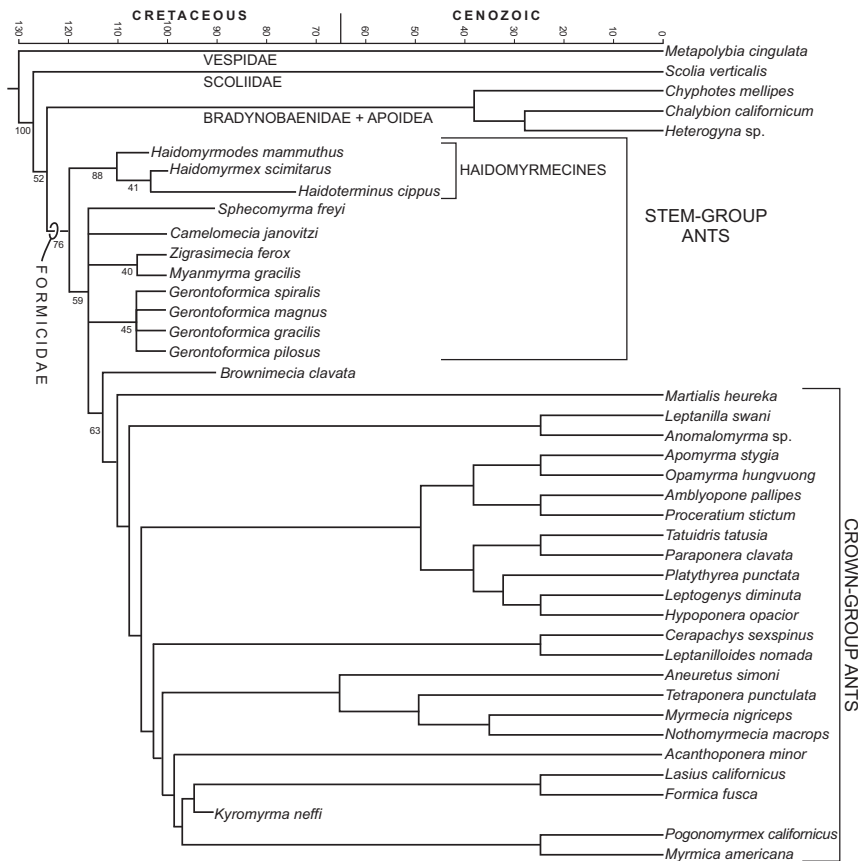 CRETACEOUS CENOZOIC
130 120 110 100 90 80 70 60 50 40 30 20 10 0
Metapolybia cingulata
VESPIDAE
Scolia verticalis
SCOLIIDAE
Chyphotes mellipes
Chalybion californicum
BRADYNOBAENIDAE + APOIDEA
Heterogyna sp.
100
Haidomyrmodes mammuthus
52
88
Haidomyrmex scimitarus
HAIDOMYRMECINES
41
Haidoterminus cippus
Sphecomyrma freyi
STEM-GROUP
ANTS
Camelomecia janovitzi
76
Zigrasimecia ferox
40
Myanmyrma gracilis
FORMICIDAE
Gerontoformica spiralis
59
Gerontoformica magnus
45
Gerontoformica gracilis
Gerontoformica pilosus
Brownimecia clavata
Martialis heureka
Leptanilla swani
63
Anomalomyrma sp.
Apomyrma stygia
Opamyrma hungvuong
Amblyopone pallipes
Proceratium stictum
Tatuidris tatusia
Paraponera clavata
Platythyrea punctata
Leptogenys diminuta
Hypoponera opacior
CROWN-GROUP ANTS
Cerapachys sexspinus
Leptanilloides nomada
Aneuretus simoni
Tetraponera punctulata
Myrmecia nigriceps
Nothomyrmecia macrops
Acanthoponera minor
Lasius californicus
Formica fusca
Kyromyrma neffi
Pogonomyrmex californicus
Myrmica americana